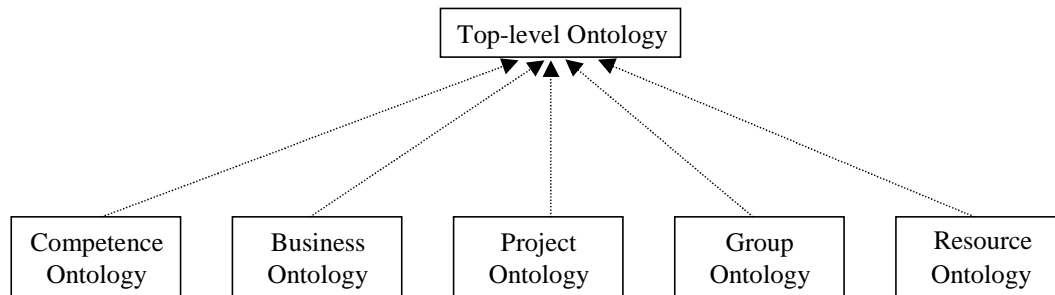 Top-level Ontology
Competence
Ontology
Business
Ontology
Project
Ontology
Group
Ontology
Resource
Ontology